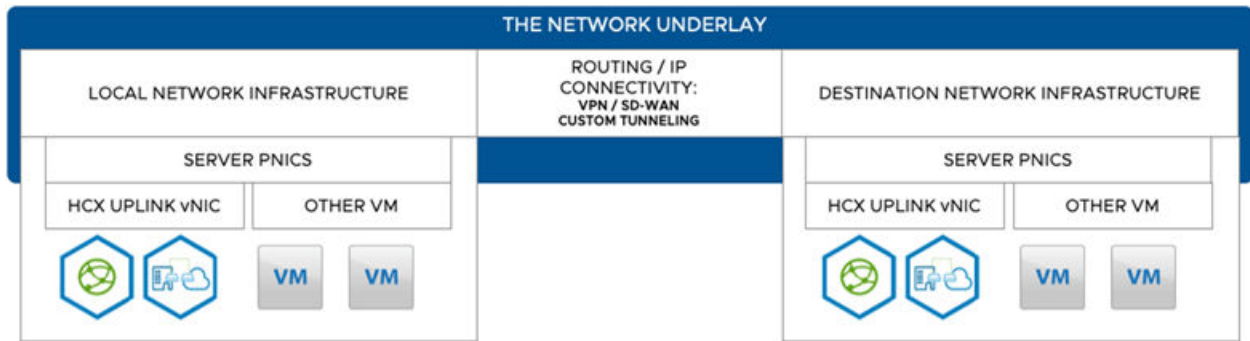 THE NETWORK UNDERLAY
LOCAL NETWORK INFRASTRUCTURE
ROUTING / IP
CONNECTIVITY:
VPN / SD-WAN
CUSTOM TUNNELING
DESTINATION NETWORK INFRASTRUCTURE
SERVER PNICS
SERVER PNICS
HCX UPLINK vNIC
OTHER VM
HCX UPLINK vNIC
OTHER VM
VM
VM
VM
VM